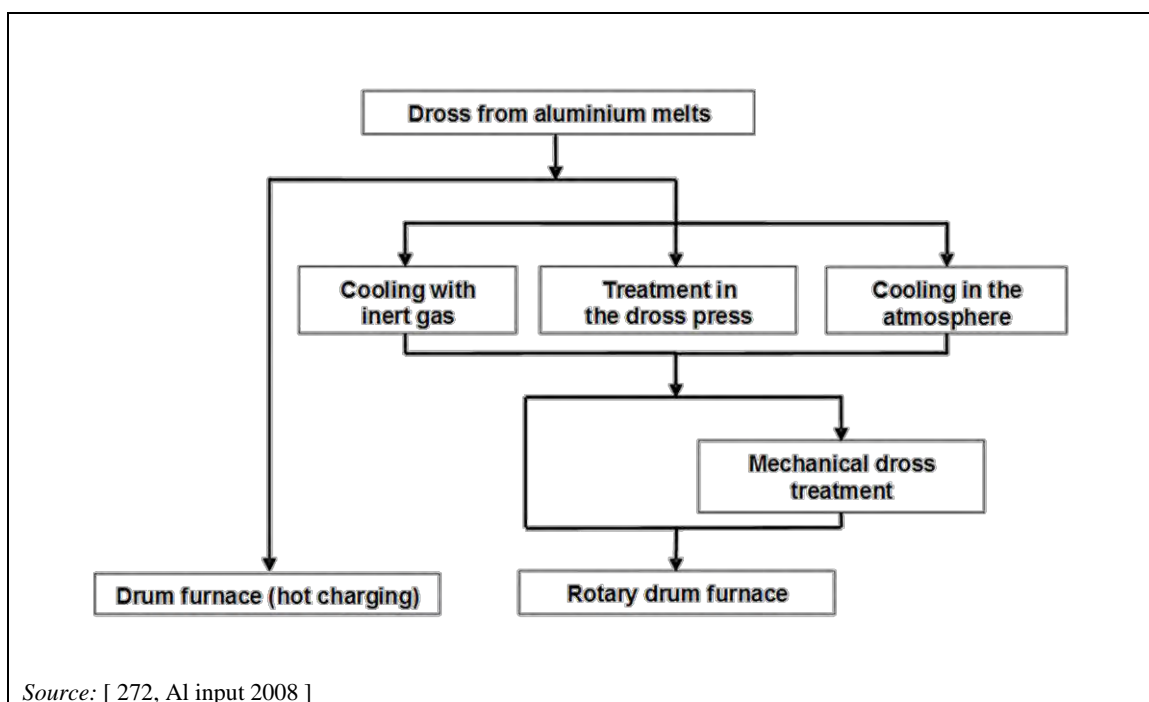 Dross from aluminium melts
Cooling with
inert gas
Treatment in
the dross press
Cooling in the
atmosphere
Mechanical dross
treatment
Drum furnace (hot charging)
Rotary drum furnace
Source: [ 272, Al input 2008 ]